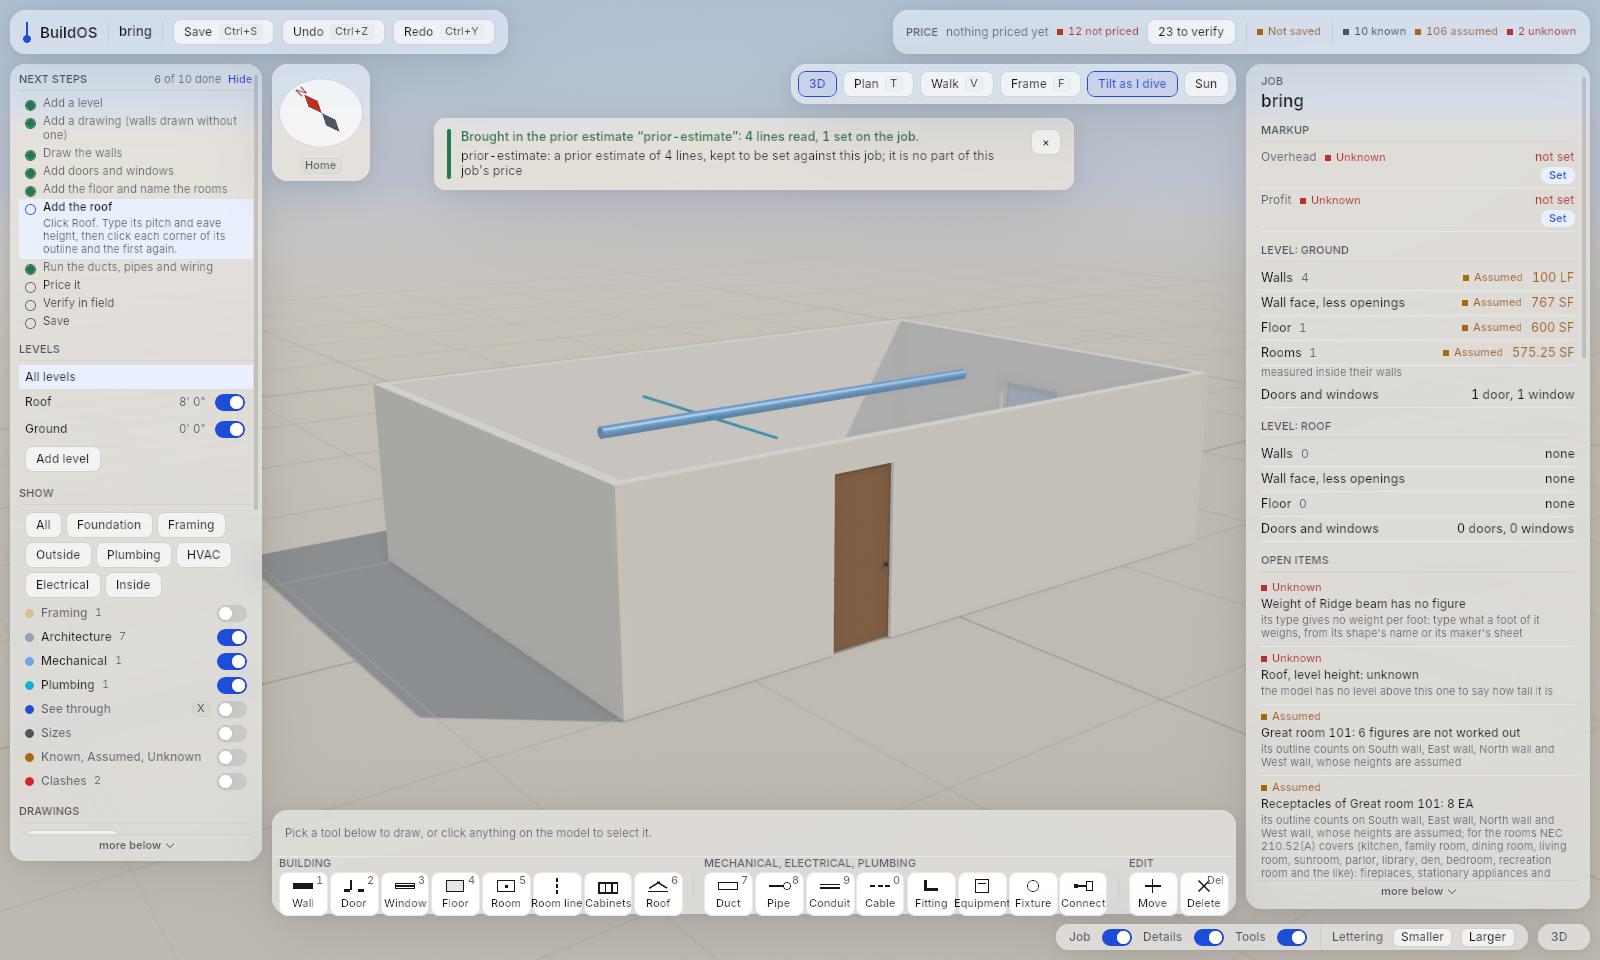 BuildOS
bring
Save Ctrl+S
Undo Ctrl+Z
Redo Ctrl+Y
PRICE nothing priced yet
12 not priced
23 to verify
Not saved
10 known
106 assumed
2 unknown
NEXT STEPS 6 of 10 done Hide
Add a level
Add a drawing (walls drawn without
one)
Draw the walls
Add doors and windows
Add the floor and name the rooms
Add the roof
Click Roof. Type its pitch and eave
height, then click each corner of its
outline and the first again.
Run the ducts, pipes and wiring
Price it
Verify in field
Save
LEVELS
All levels
Roof 8' 0"
Ground 0' 0"
Add level
SHOW
All
Foundation
Framing
Outside
Plumbing
HVAC
Electrical
Inside
Framing 1
Architecture 7
Mechanical 1
Plumbing 1
See through X
Sizes
Known, Assumed, Unknown
Clashes 2
DRAWINGS
more below
N
Home
3D
Plan T
Walk V
Frame F
Tilt as I dive
Sun
Brought in the prior estimate “prior-estimate”: 4 lines read, 1 set on the job.
prior-estimate: a prior estimate of 4 lines, kept to be set against this job; it is no part of this
job's price
×
JOB
bring
MARKUP
Overhead Unknown not set
Set
Profit Unknown not set
Set
LEVEL: GROUND
Walls 4 Assumed 100 LF
Wall face, less openings Assumed 767 SF
Floor 1 Assumed 600 SF
Rooms 1 Assumed 575.25 SF
measured inside their walls
Doors and windows 1 door, 1 window
LEVEL: ROOF
Walls 0 none
Wall face, less openings none
Floor 0 none
Doors and windows 0 doors, 0 windows
OPEN ITEMS
Unknown
Weight of Ridge beam has no figure
its type gives no weight per foot: type what a foot of it
weighs, from its shape's name or its maker's sheet
Unknown
Roof, level height: unknown
the model has no level above this one to say how tall it is
Assumed
Great room 101: 6 figures are not worked out
its outline counts on South wall, East wall, North wall and
West wall, whose heights are assumed
Assumed
Receptacles of Great room 101: 8 EA
its outline counts on South wall, East wall, North wall and
West wall, whose heights are assumed; for the rooms NEC
210.52(A) covers (kitchen, family room, dining room, living
room, sunroom, parlor, library, den, bedroom, recreation
room and the like): fireplaces, stationary appliances and
more below
Pick a tool below to draw, or click anything on the model to select it.
BUILDING
Wall 1
Door 2
Window 3
Floor 4
Room 5
Room line
Cabinets
Roof 6
MECHANICAL, ELECTRICAL, PLUMBING
Duct 7
Pipe 8
Conduit 9
Cable 0
Fitting
Equipment
Fixture
Connect
EDIT
Move
Delete Del
Job
Details
Tools
Lettering
Smaller
Larger
3D